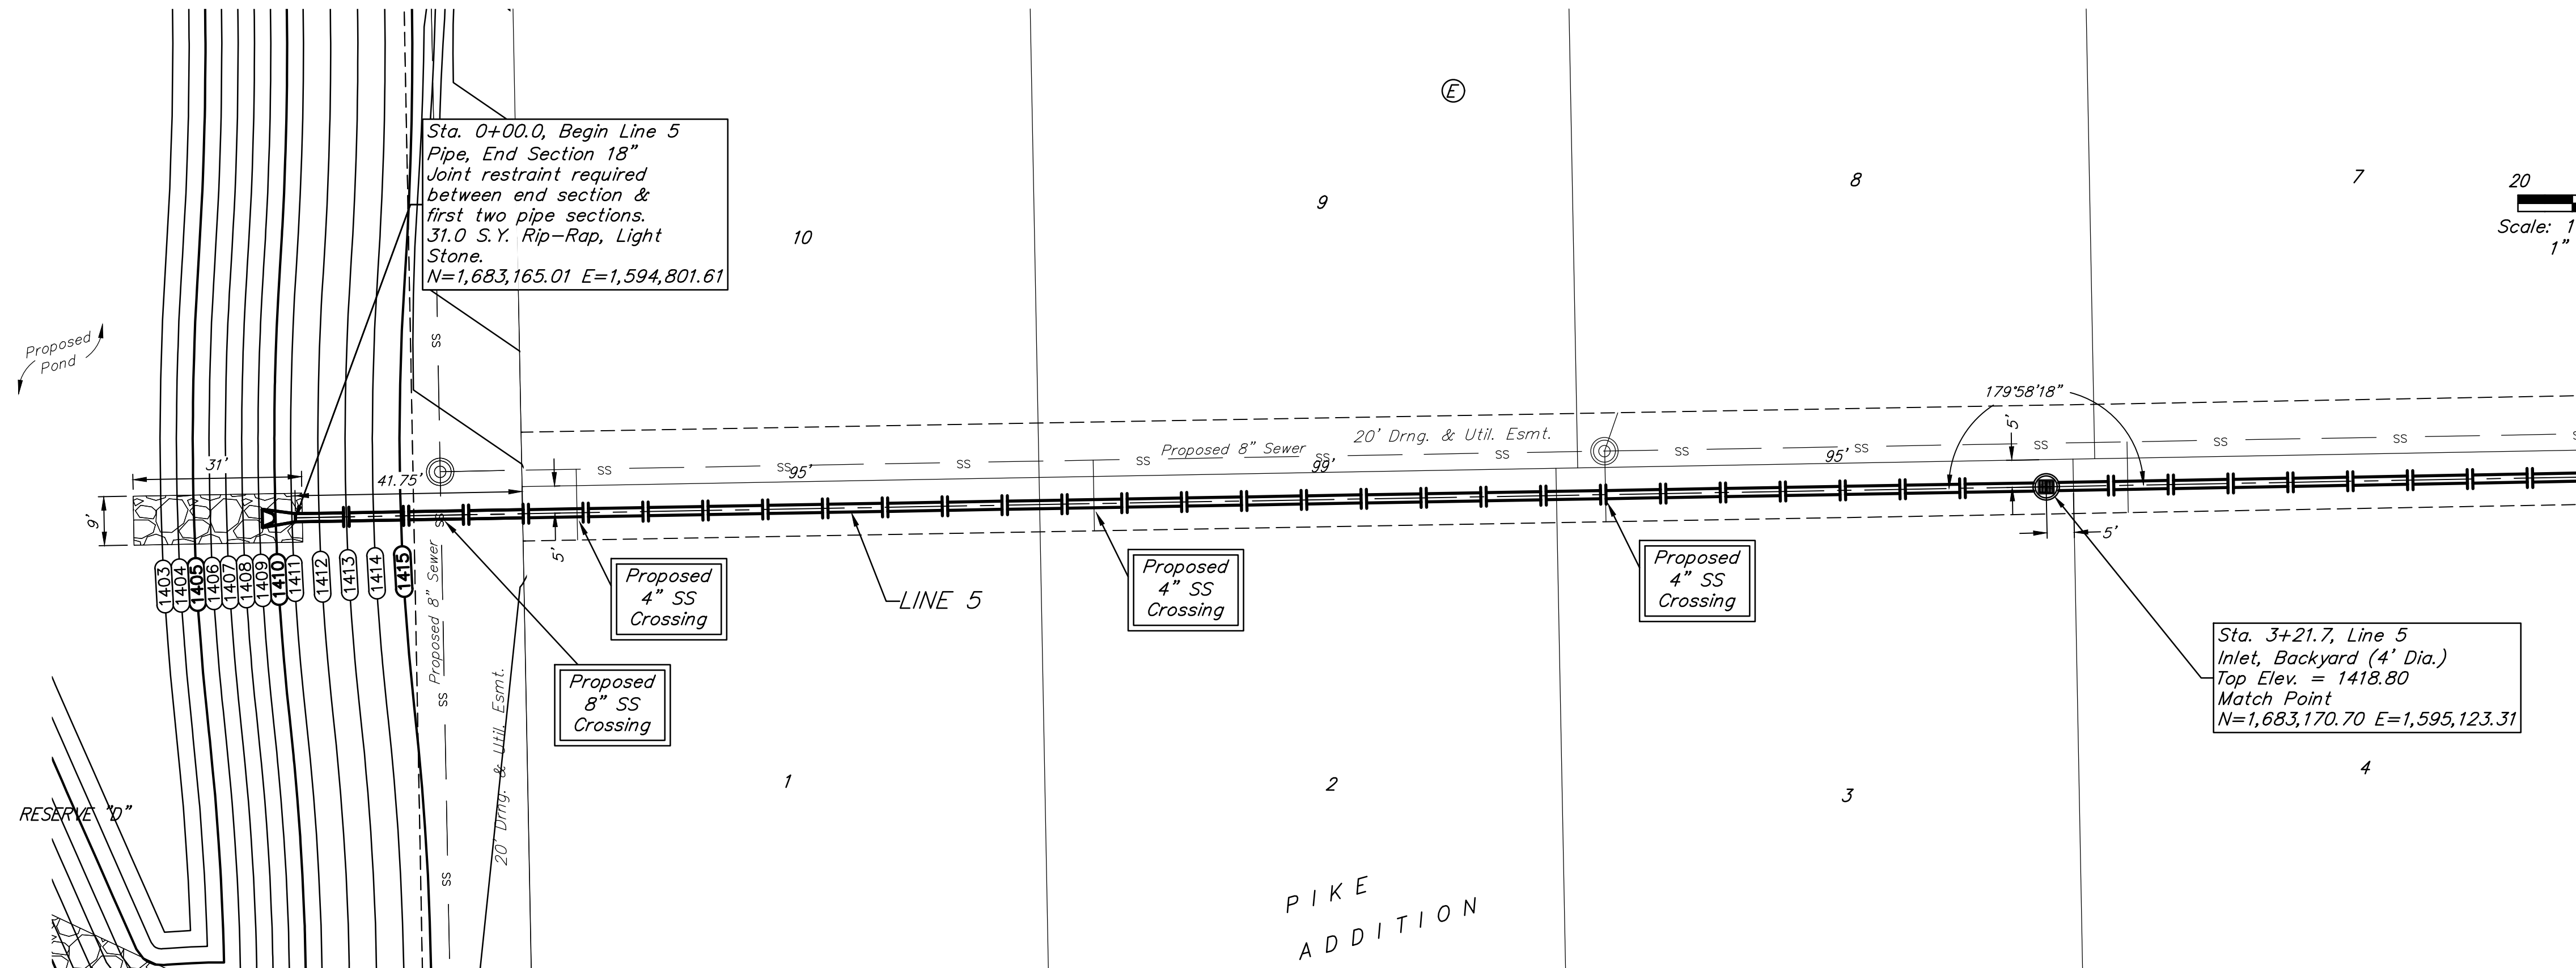 Sta. 0+00.0, Begin Line 5
Pipe, End Section 18"
Joint restraint required
between end section &
first two pipe sections.
31.0 S.Y. Rip-Rap, Light
Stone.
N=1,683,165.01 E=1,594,801.61
E
10
9
8
7
20
Scale: 1
1"
Proposed
Pond
179°58'18"
5'
SS
20' Drng. & Util. Esmt.
Proposed 8" Sewer
SS
SS
SS
SS
SS
SS
SS
SS
SS
SS
SS
95'
99'
95'
31'
41.75'
9'
5'
5'
1403
1404
1405
1406
1407
1408
1409
1410
1411
1412
1413
1414
1415
SS
Proposed 8" Sewer
SS
SS
20' Drng. & Util. Esmt.
Proposed
4" SS
Crossing
Proposed
8" SS
Crossing
LINE 5
Proposed
4" SS
Crossing
Proposed
4" SS
Crossing
Sta. 3+21.7, Line 5
Inlet, Backyard (4' Dia.)
Top Elev. = 1418.80
Match Point
N=1,683,170.70 E=1,595,123.31
1
2
3
4
RESERVE "D"
PIKE
ADDITION